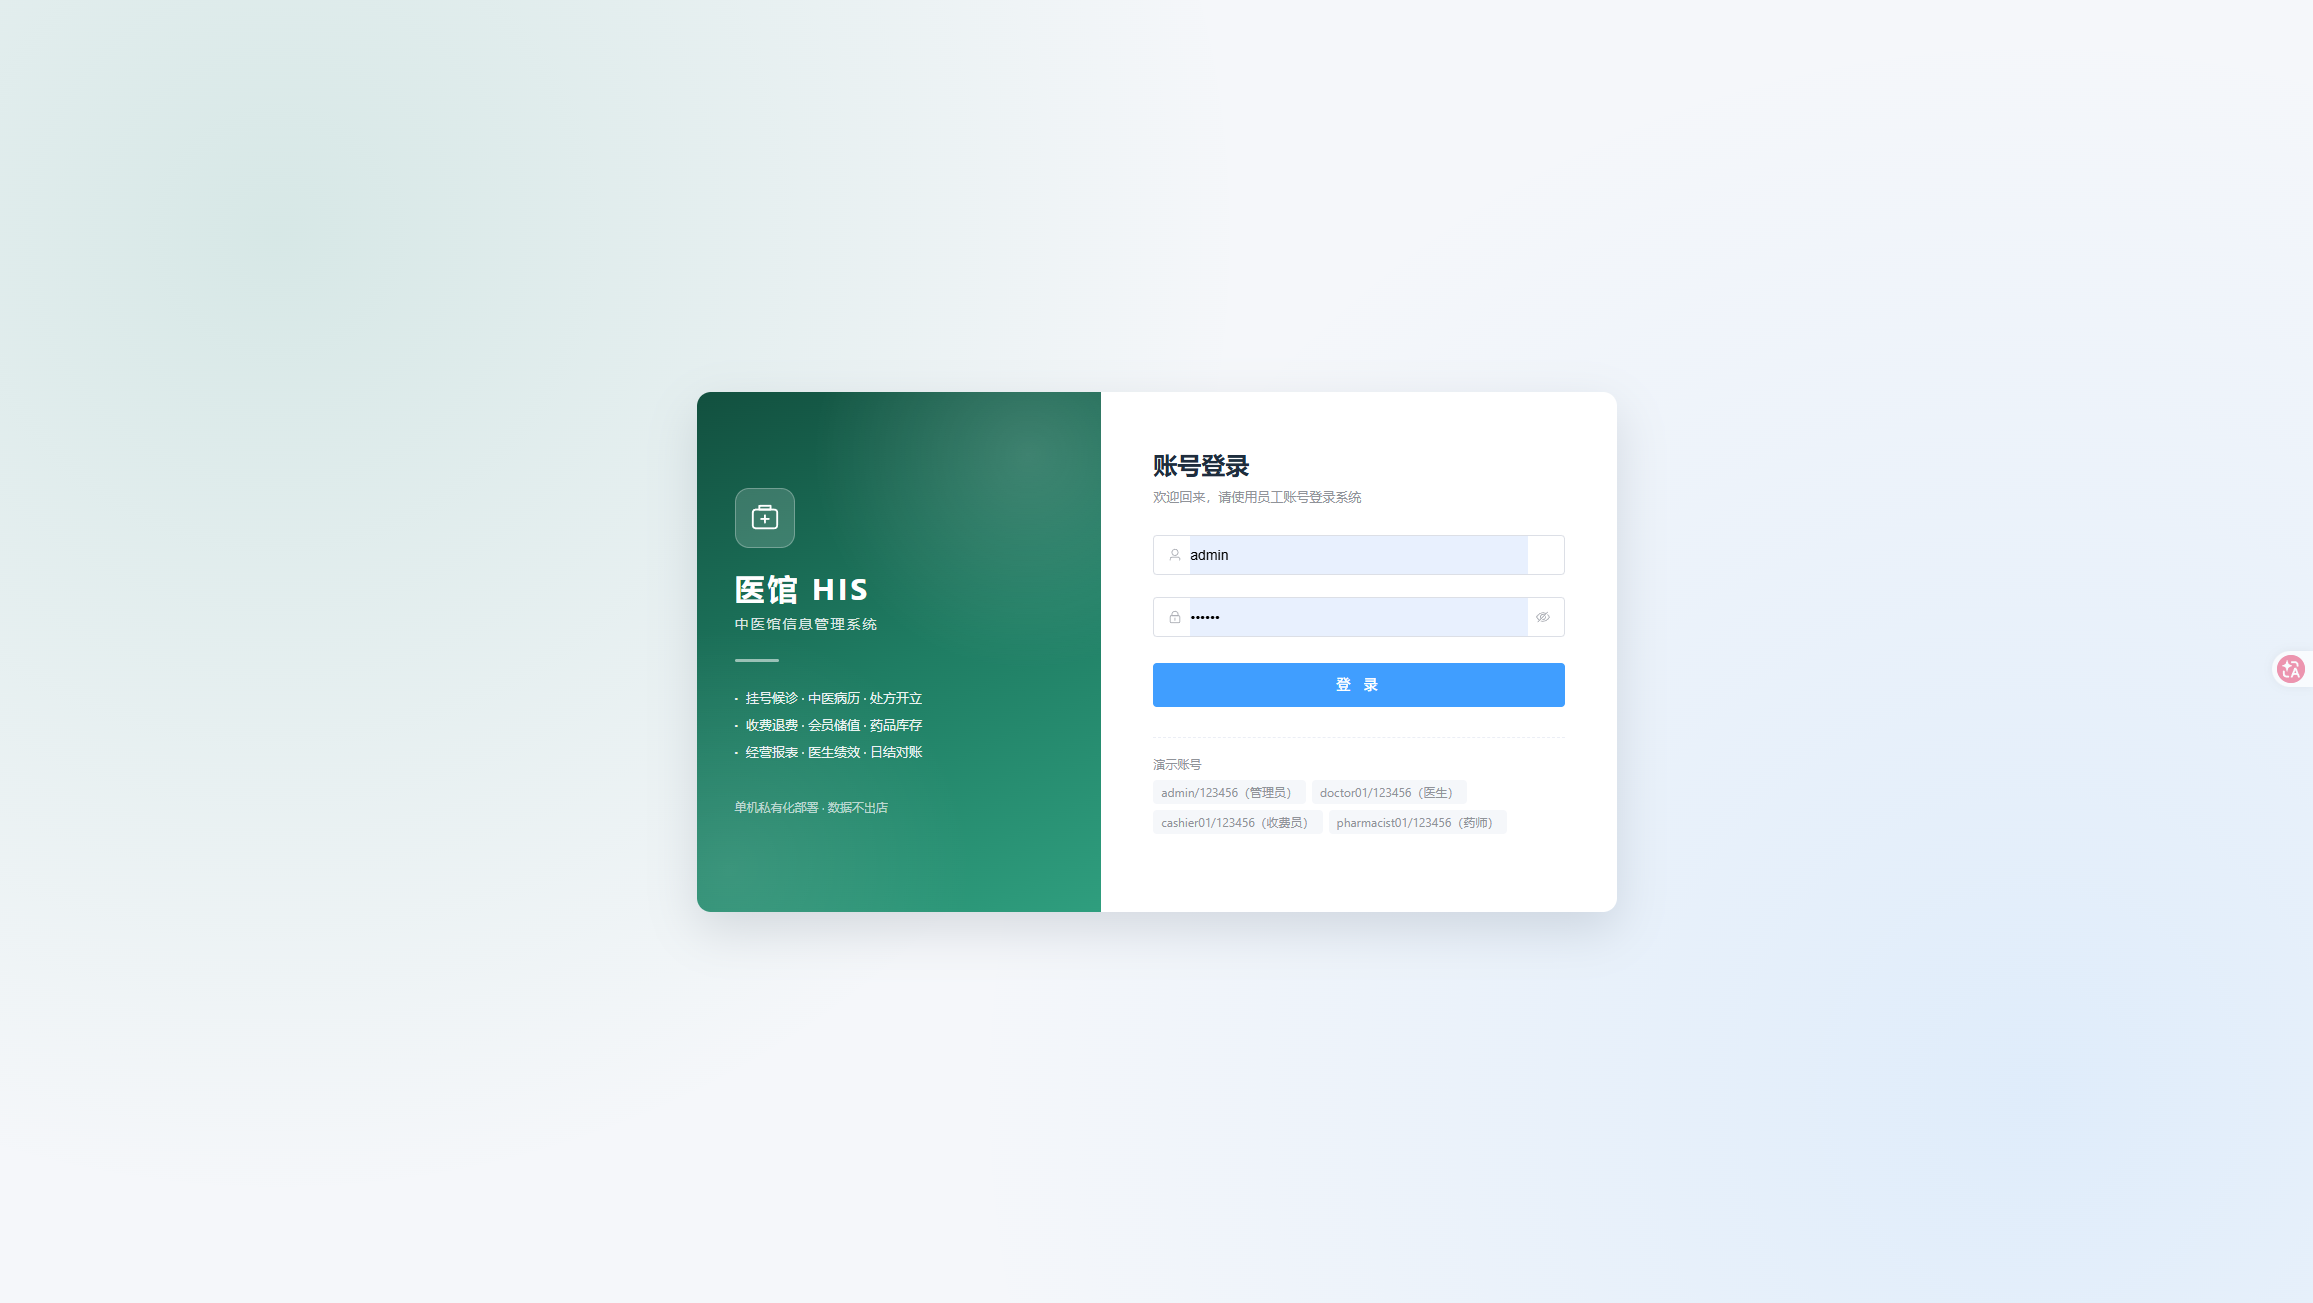 医馆 HIS
中医馆信息管理系统
· 挂号候诊 · 中医病历 · 处方开立
· 收费退费 · 会员储值 · 药品库存
· 经营报表 · 医生绩效 · 日结对账
单机私有化部署 · 数据不出店
账号登录
欢迎回来，请使用员工账号登录系统
admin
••••••
登 录
演示账号
admin/123456（管理员） doctor01/123456（医生）
cashier01/123456（收费员） pharmacist01/123456（药师）